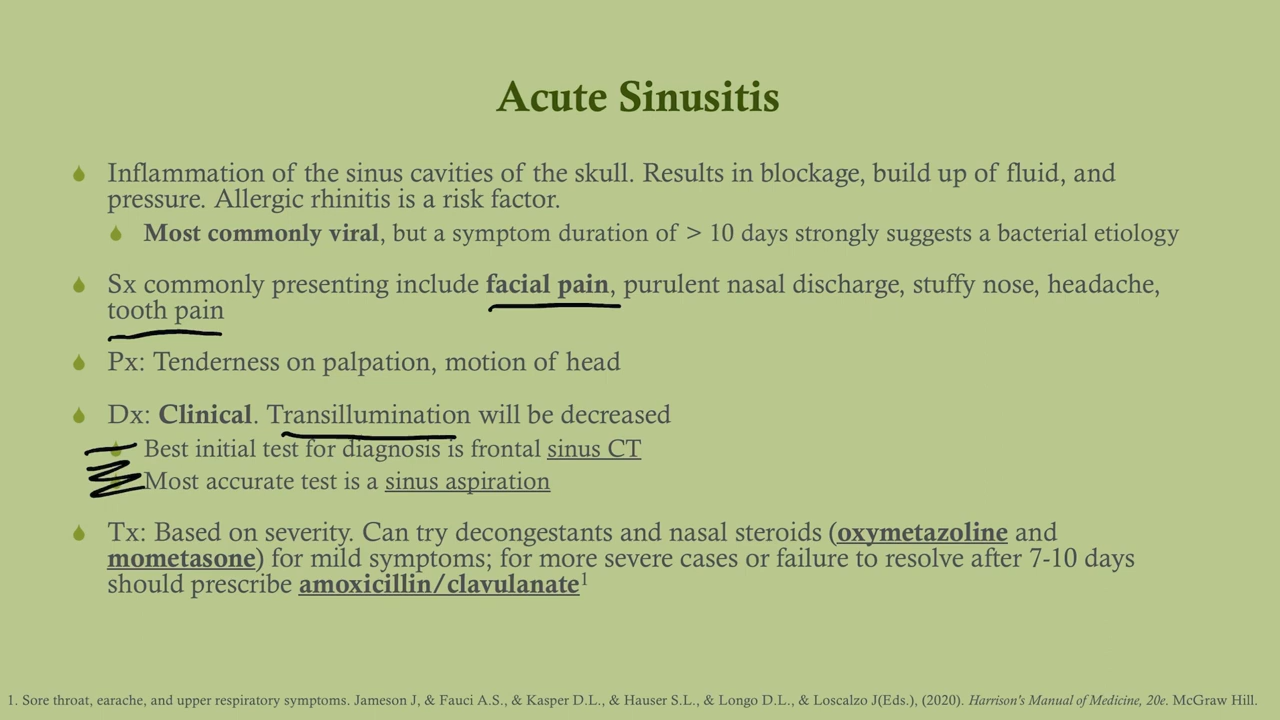 Acute Sinusitis
Inflammation of the sinus cavities of the skull. Results in blockage, build up of fluid, and
pressure. Allergic rhinitis is a risk factor.
Most commonly viral, but a symptom duration of > 10 days strongly suggests a bacterial etiology
Sx commonly presenting include facial pain, purulent nasal discharge, stuffy nose, headache,
tooth pain
Px: Tenderness on palpation, motion of head
Dx: Clinical. Transillumination will be decreased
Best initial test for diagnosis is frontal sinus CT
Most accurate test is a sinus aspiration
Tx: Based on severity. Can try decongestants and nasal steroids (oxymetazoline and
mometasone) for mild symptoms; for more severe cases or failure to resolve after 7-10 days
should prescribe amoxicillin/clavulanate1
1. Sore throat, earache, and upper respiratory symptoms. Jameson J, & Fauci A.S., & Kasper D.L., & Hauser S.L., & Longo D.L., & Loscalzo J(Eds.), (2020). Harrison's Manual of Medicine, 20e. McGraw Hill.